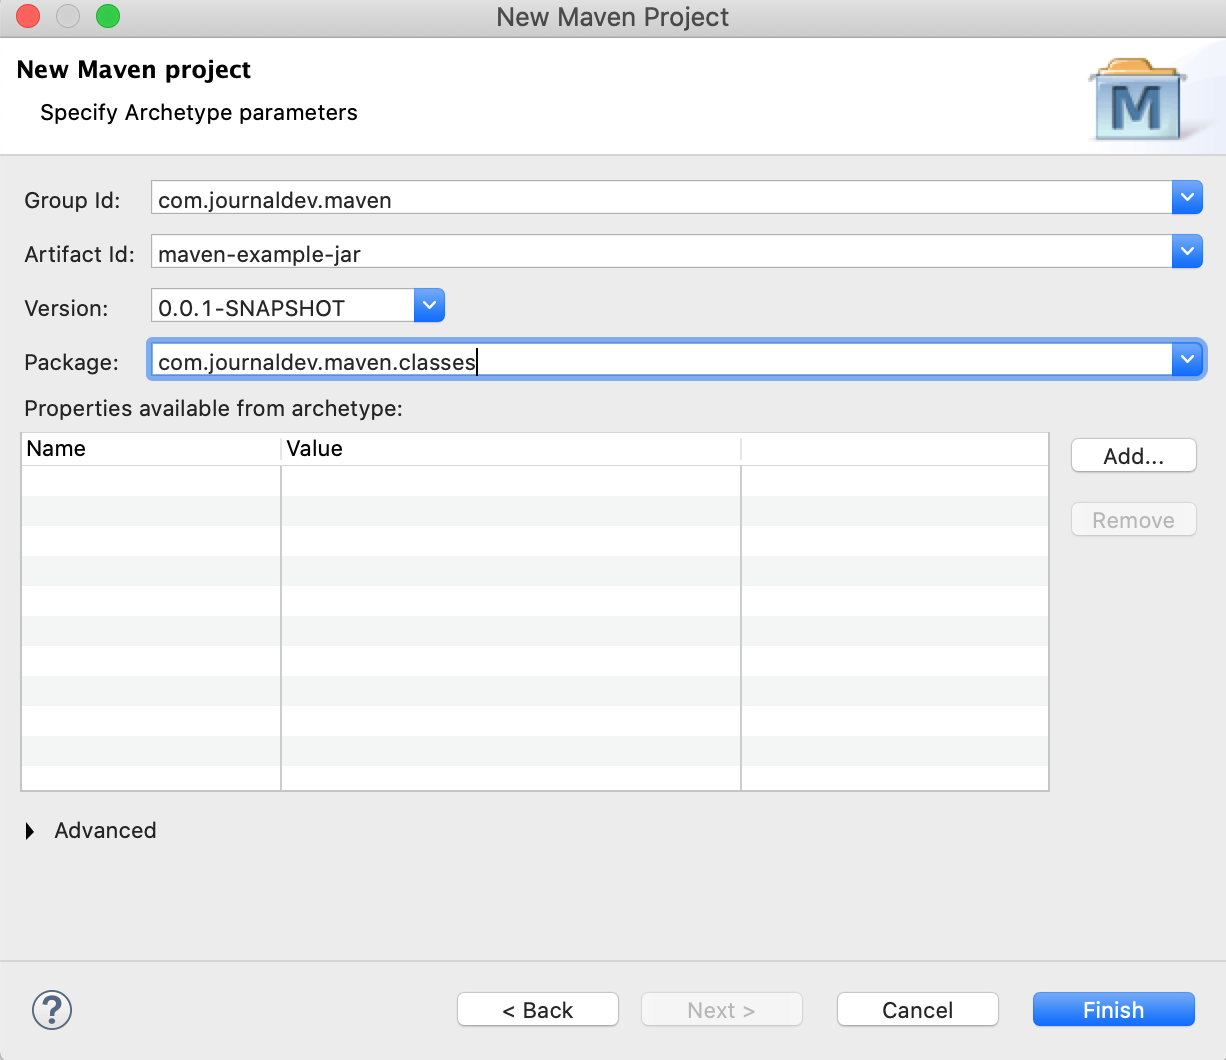 New Maven Project
New Maven project
Specify Archetype parameters
M
Group Id: com.journaldev.maven
Artifact Id: maven-example-jar
Version: 0.0.1-SNAPSHOT
Package: com.journaldev.maven.classes
Properties available from archetype:
Name Value
Add...
Remove
Advanced
? < Back Next > Cancel Finish